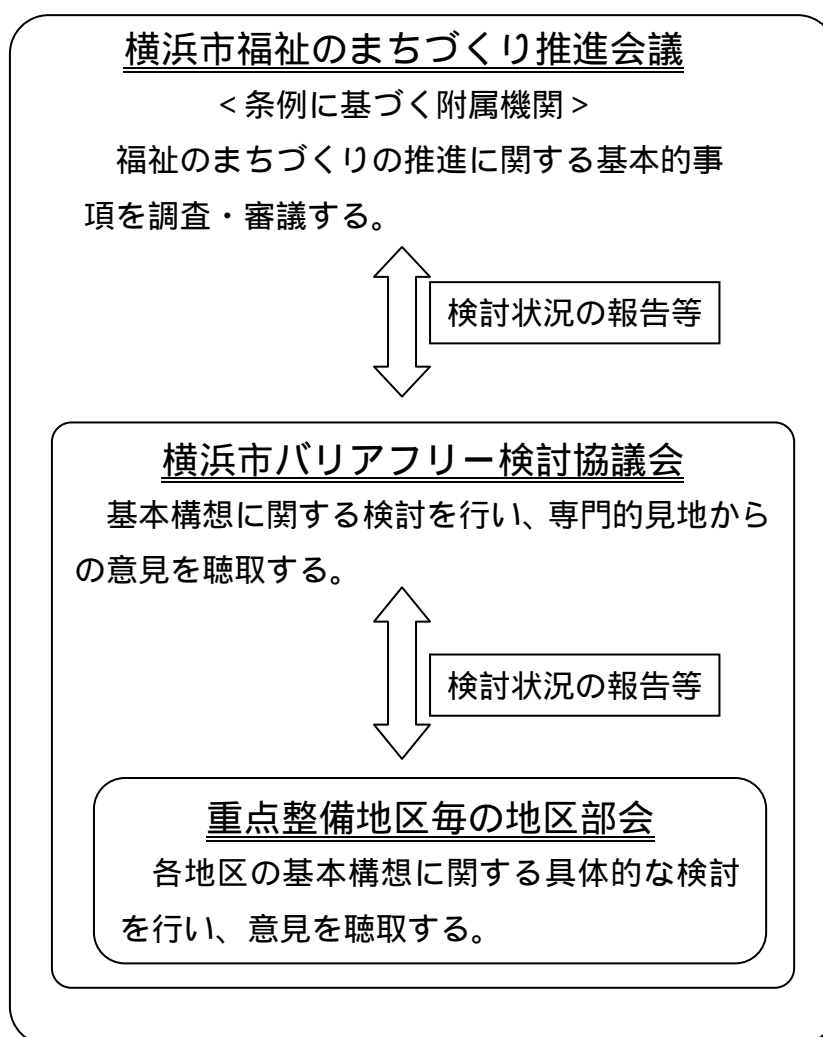 横浜市福祉のまちづくり推進会議
<条例に基づく附属機関>
福祉のまちづくりの推進に関する基本的事
項を調査・審議する。
検討状況の報告等
横浜市バリアフリー検討協議会
基本構想に関する検討を行い、専門的見地から
の意見を聴取する。
検討状況の報告等
重点整備地区毎の地区部会
各地区の基本構想に関する具体的な検討
を行い、意見を聴取する。